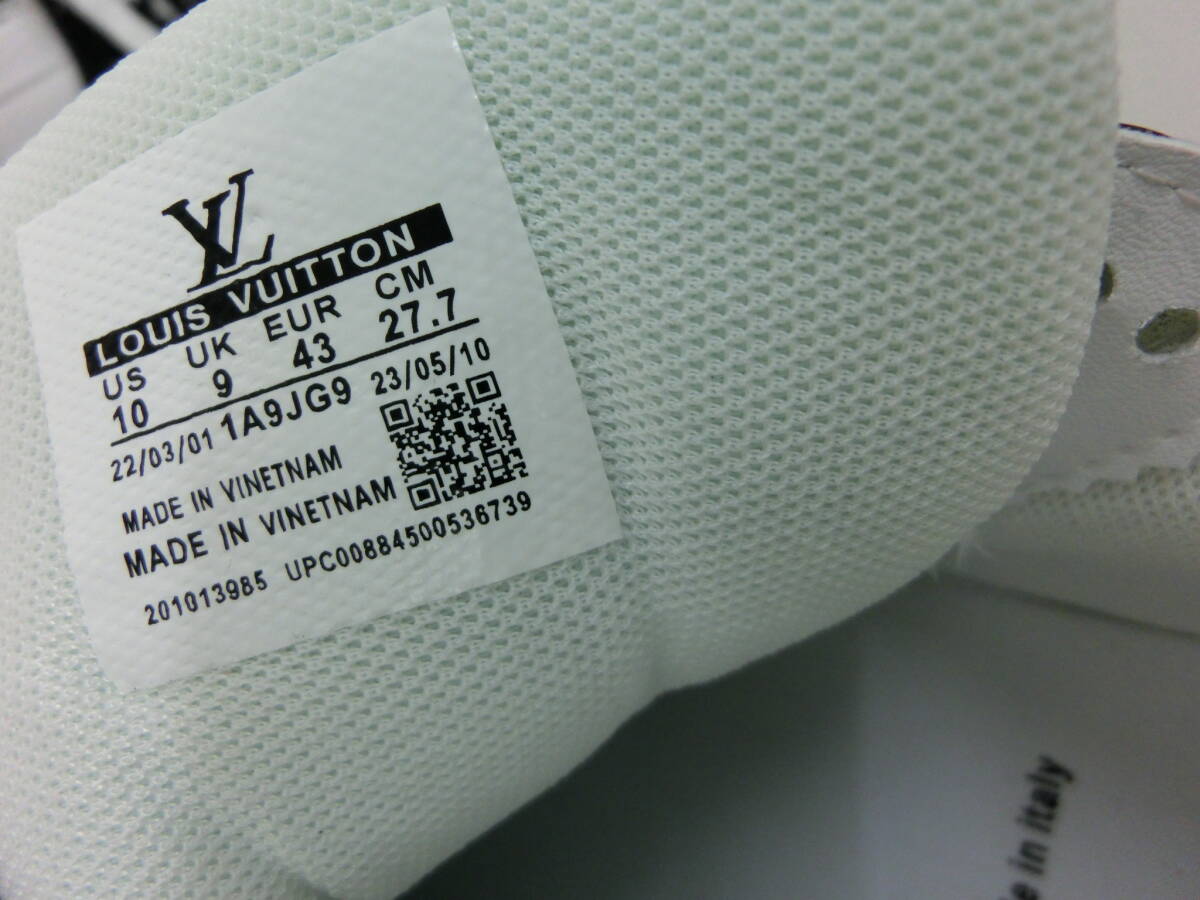 LV
LOUIS VUITTON
US UK EUR CM
10 9 43 27.7
22/03/01 1A9JG9 23/05/10
MADE IN VINETNAM
MADE IN VINETNAM
201013985 UPC00884500536739
in italy